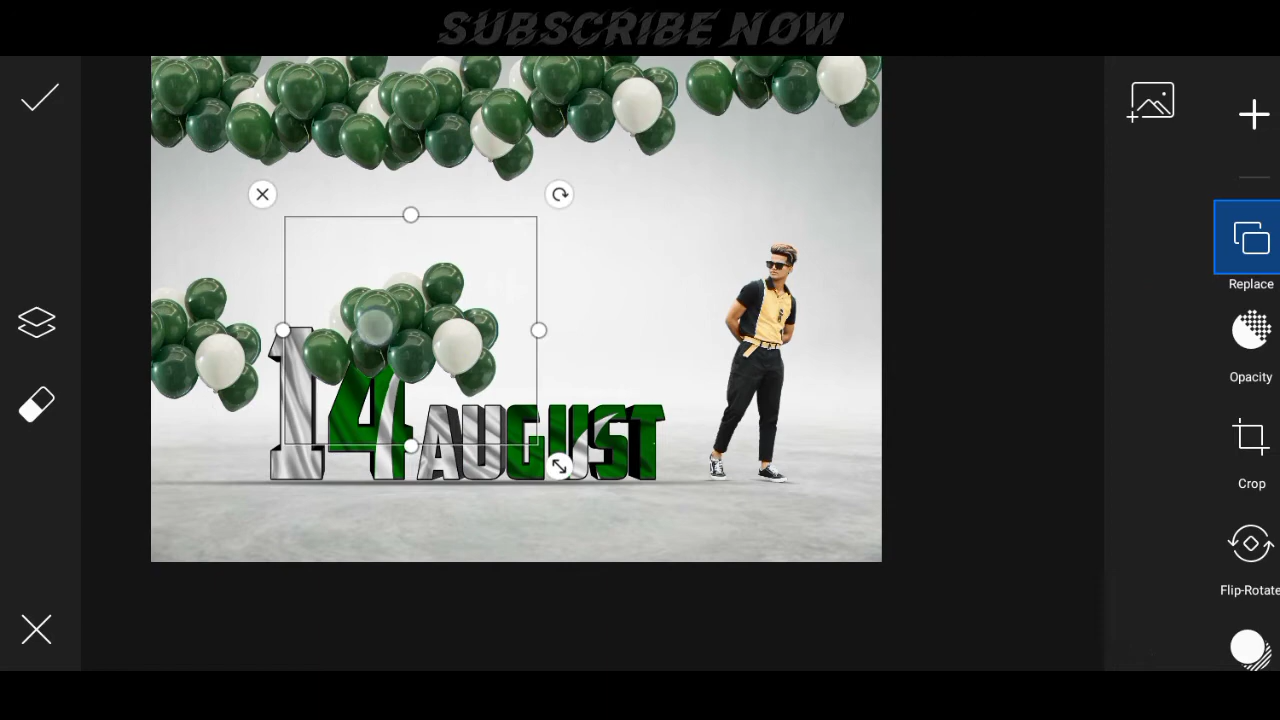 SUBSCRIBE NOW
14 AUGUST
Replace
Opacity
Crop
Flip-Rotate